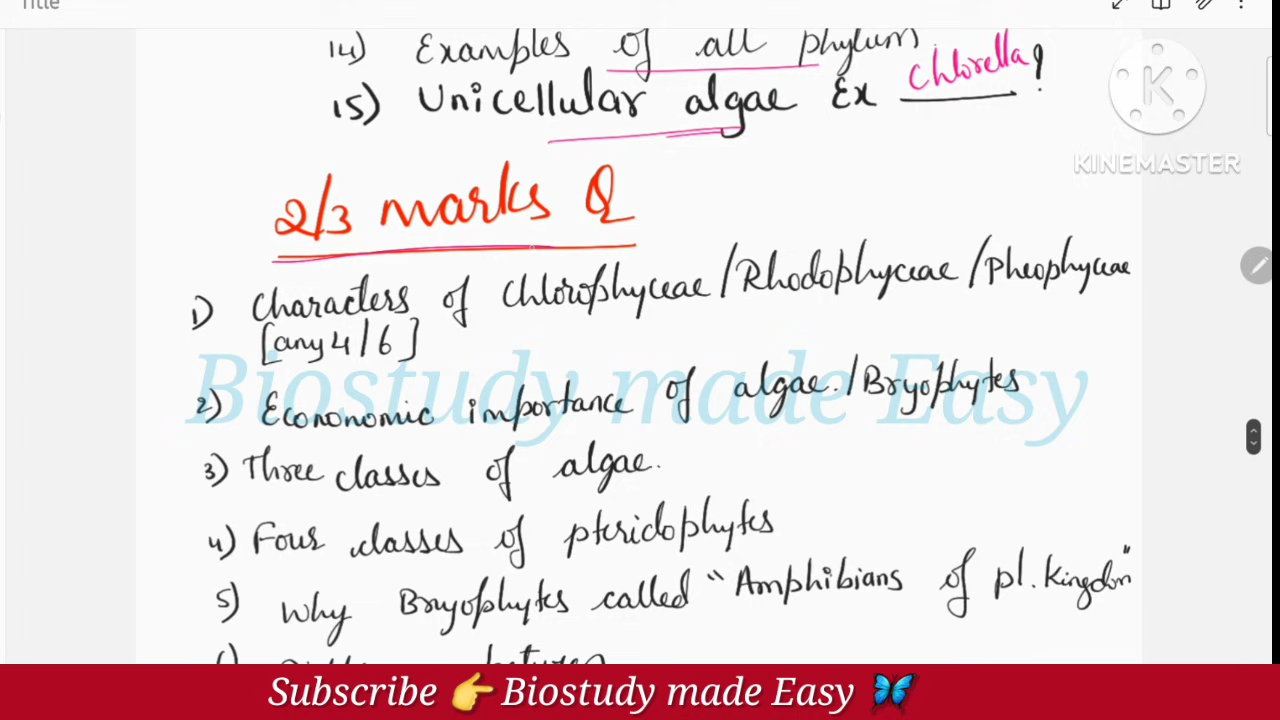 Title
14) Examples of all phylum
15) Unicellular algae Ex Chlorella ?
KINEMASTER
2/3 marks Q
1) Characters of Chlorophyceae/Rhodophyceae/Pheophyceae
[any 4/6]
Biostudy made Easy
2) Econonomic importance of algae./Bryophytes
3) Three classes of algae.
4) Four classes of pteridophytes
5) Why Bryophytes called "Amphibians of pl. kingdom"
Subscribe 👉 Biostudy made Easy 🦋